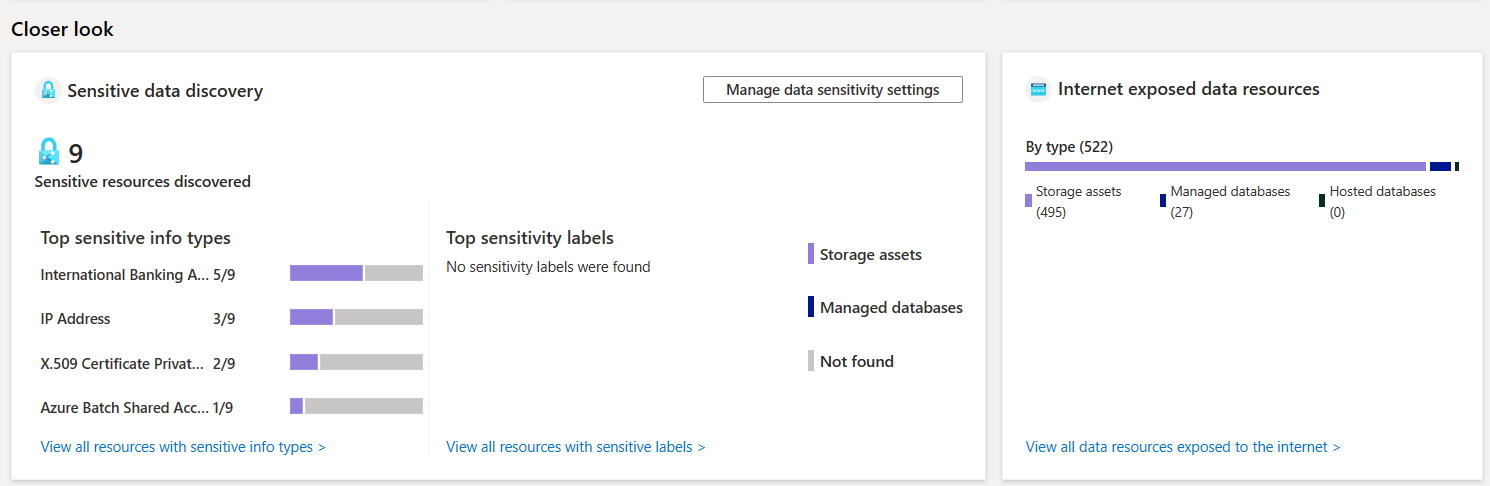 Closer look
Sensitive data discovery
Manage data sensitivity settings
9
Sensitive resources discovered
Top sensitive info types
International Banking A... 5/9
IP Address 3/9
X.509 Certificate Privat... 2/9
Azure Batch Shared Acc... 1/9
View all resources with sensitive info types >
Top sensitivity labels
No sensitivity labels were found
View all resources with sensitive labels >
Storage assets
Managed databases
Not found
Internet exposed data resources
By type (522)
Storage assets
(495)
Managed databases
(27)
Hosted databases
(0)
View all data resources exposed to the internet >